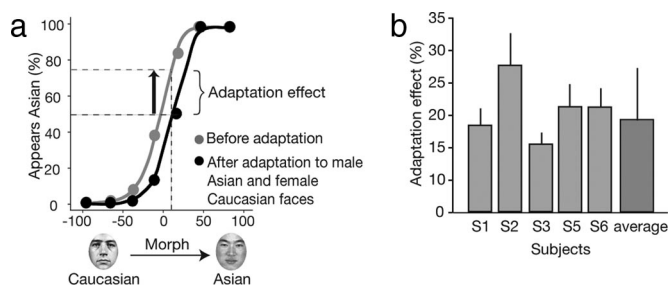 a
Appears Asian (%)
100
80
60
40
20
0
-100
-50
0
50
100
Adaptation effect
Before adaptation
After adaptation to male
Asian and female
Caucasian faces
Morph
Caucasian
Asian
b
Adaptation effect (%)
35
30
25
20
15
10
5
0
S1 S2 S3 S5 S6 average
Subjects